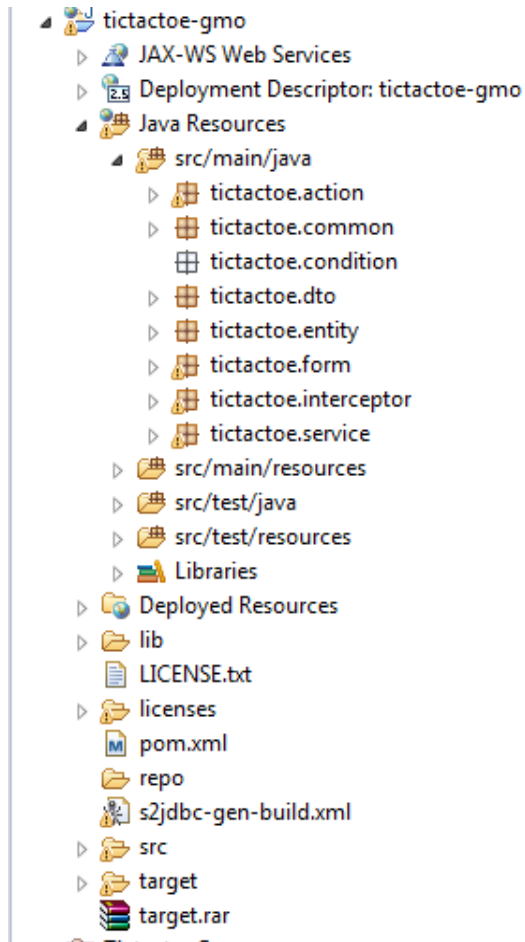 tictactoe-gmo
JAX-WS Web Services
2.5 Deployment Descriptor: tictactoe-gmo
Java Resources
src/main/java
tictactoe.action
tictactoe.common
tictactoe.condition
tictactoe.dto
tictactoe.entity
tictactoe.form
tictactoe.interceptor
tictactoe.service
src/main/resources
src/test/java
src/test/resources
Libraries
Deployed Resources
lib
LICENSE.txt
licenses
M pom.xml
repo
s2jdbc-gen-build.xml
src
target
target.rar